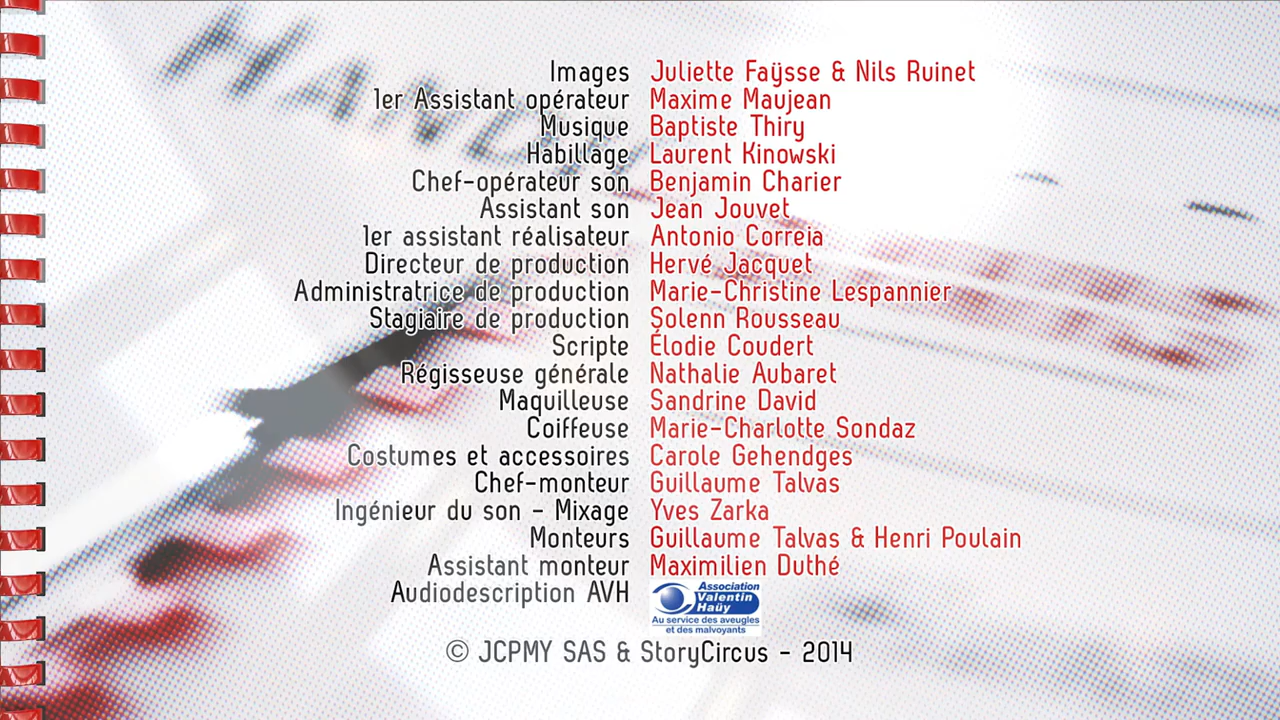 HANDI
Images Juliette Faÿsse & Nils Ruinet
1er Assistant opérateur Maxime Maujean
Musique Baptiste Thiry
Habillage Laurent Kinowski
Chef-opérateur son Benjamin Charier
Assistant son Jean Jouvet
1er assistant réalisateur Antonio Correia
Directeur de production Hervé Jacquet
Administratrice de production Marie-Christine Lespannier
Stagiaire de production Solenn Rousseau
Scripte Élodie Coudert
Régisseuse générale Nathalie Aubaret
Maquilleuse Sandrine David
Coiffeuse Marie-Charlotte Sondaz
Costumes et accessoires Carole Gehendges
Chef-monteur Guillaume Talvas
Ingénieur du son - Mixage Yves Zarka
Monteurs Guillaume Talvas & Henri Poulain
Assistant monteur Maximilien Duthé
Audiodescription AVH
Association
Valentin
Haüy
Au service des aveugles
et des malvoyants
© JCPMY SAS & StoryCircus - 2014